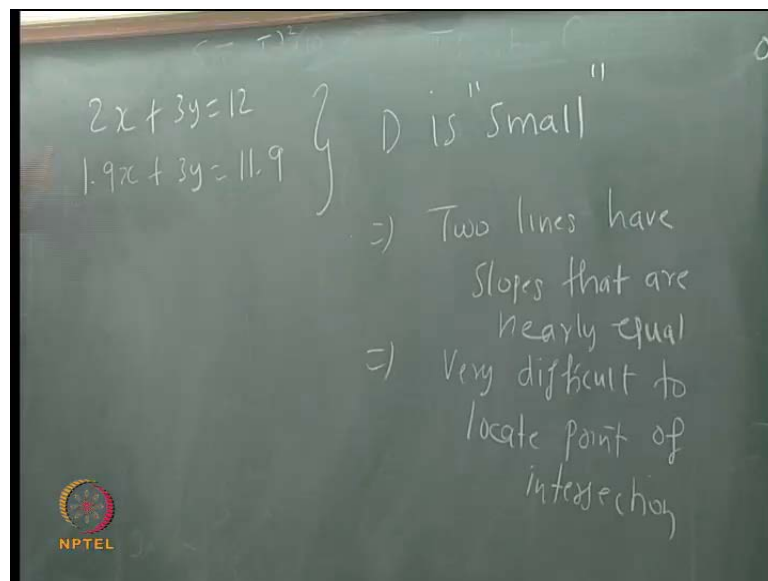 2x + 3y = 12
1.9x + 3y = 11.9
D is "Small"
=) Two lines have
slopes that are
nearly equal
=) Very difficult to
locate point of
intersection
NPTEL